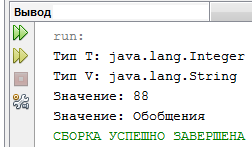 Вывод
run:
Тип T: java.lang.Integer
Тип V: java.lang.String
Значение: 88
Значение: Обобщения
СБОРКА УСПЕШНО ЗАВЕРШЕНА